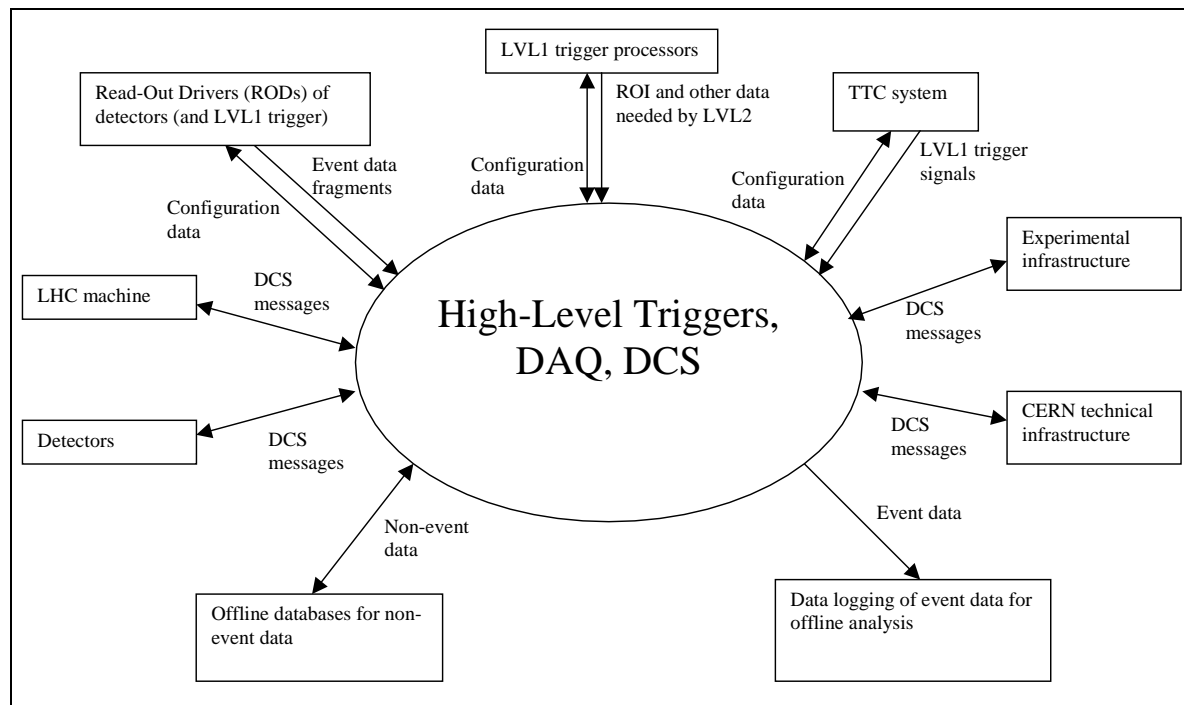 LVL1 trigger processors
Read-Out Drivers (RODs) of
detectors (and LVL1 trigger)
TTC system
ROI and other data
needed by LVL2
Event data
fragments
Configuration
data
Configuration
data
LVL1 trigger
signals
Configuration
data
LHC machine
DCS
messages
Experimental
infrastructure
DCS
messages
High-Level Triggers,
DAQ, DCS
Detectors
DCS
messages
CERN technical
infrastructure
DCS
messages
Non-event
data
Event data
Offline databases for non-
event data
Data logging of event data for
offline analysis